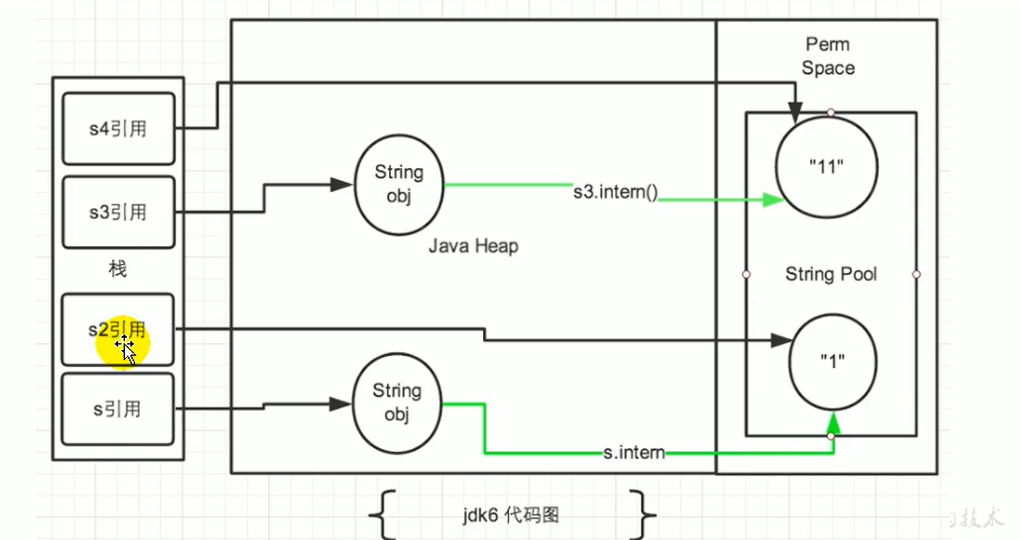 Perm
Space
s4引用
"11"
String
obj
s3.intern()
s3引用
Java Heap
栈
String Pool
s2引用
"1"
String
obj
s引用
s.intern
jdk6 代码图
技术